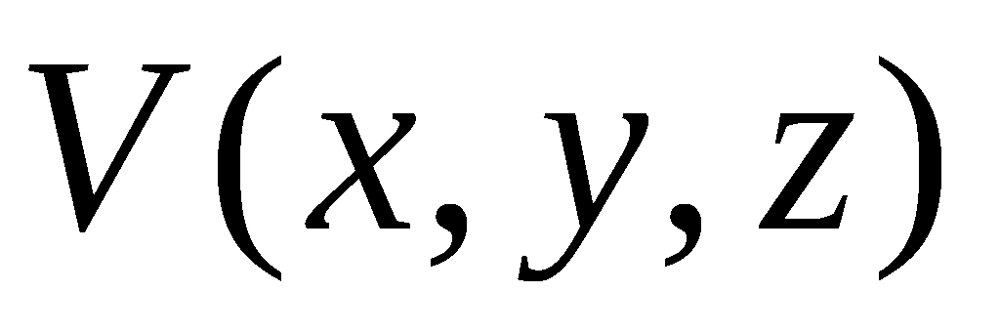 V(x, y, z)